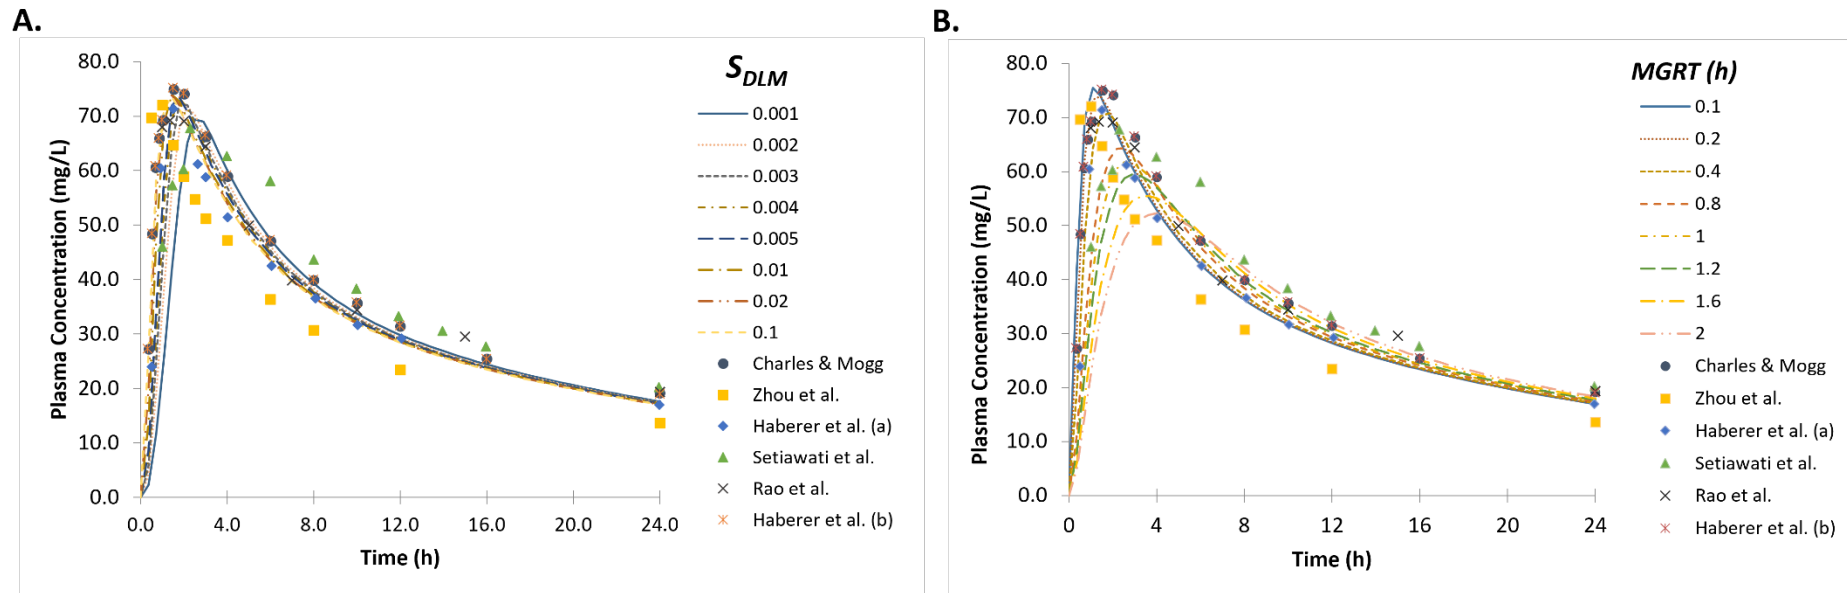 A.
80.0
70.0
60.0
50.0
40.0
30.0
20.0
10.0
0.0
Plasma Concentration (mg/L)
0.0 4.0 8.0 12.0 16.0 20.0 24.0
Time (h)
SDLM
0.001
0.002
0.003
0.004
0.005
0.01
0.02
0.1
Charles & Mogg
Zhou et al.
Haberer et al. (a)
Setiawati et al.
Rao et al.
Haberer et al. (b)
B.
80.0
70.0
60.0
50.0
40.0
30.0
20.0
10.0
0.0
Plasma Concentration (mg/L)
0 4 8 12 16 20 24
Time (h)
MGRT (h)
0.1
0.2
0.4
0.8
1
1.2
1.6
2
Charles & Mogg
Zhou et al.
Haberer et al. (a)
Setiawati et al.
Rao et al.
Haberer et al. (b)